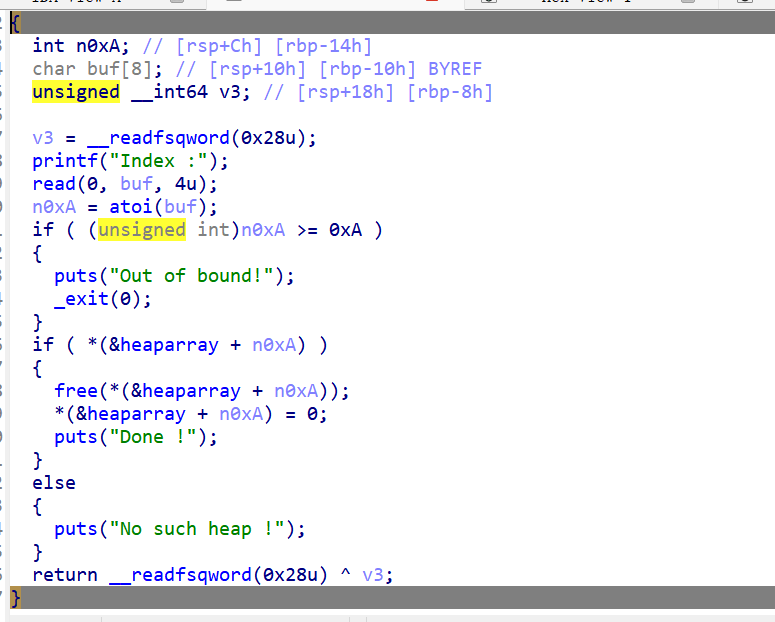 {
int n0xA; // [rsp+Ch] [rbp-14h]
char buf[8]; // [rsp+10h] [rbp-10h] BYREF
unsigned __int64 v3; // [rsp+18h] [rbp-8h]
v3 = __readfsqword(0x28u);
printf("Index :");
read(0, buf, 4u);
n0xA = atoi(buf);
if ( (unsigned int)n0xA >= 0xA )
{
puts("Out of bound!");
_exit(0);
}
if ( *(&heaparray + n0xA) )
{
free(*(&heaparray + n0xA));
*(&heaparray + n0xA) = 0;
puts("Done !");
}
else
{
puts("No such heap !");
}
return __readfsqword(0x28u) ^ v3;
}